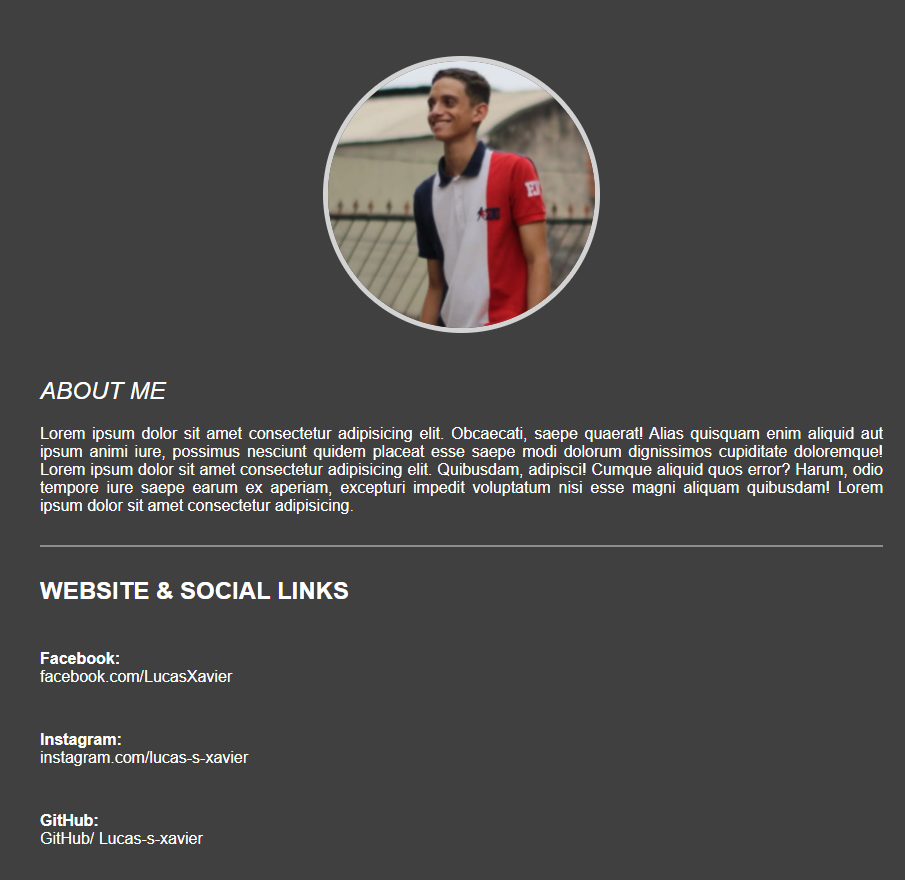 ABOUT ME
Lorem ipsum dolor sit amet consectetur adipisicing elit. Obcaecati, saepe quaerat! Alias quisquam enim aliquid aut
ipsum animi iure, possimus nesciunt quidem placeat esse saepe modi dolorum dignissimos cupiditate doloremque!
Lorem ipsum dolor sit amet consectetur adipisicing elit. Quibusdam, adipisci! Cumque aliquid quos error? Harum, odio
tempore iure saepe earum ex aperiam, excepturi impedit voluptatum nisi esse magni aliquam quibusdam! Lorem
ipsum dolor sit amet consectetur adipisicing.
WEBSITE & SOCIAL LINKS
Facebook:
facebook.com/LucasXavier
Instagram:
instagram.com/lucas-s-xavier
GitHub:
GitHub/ Lucas-s-xavier